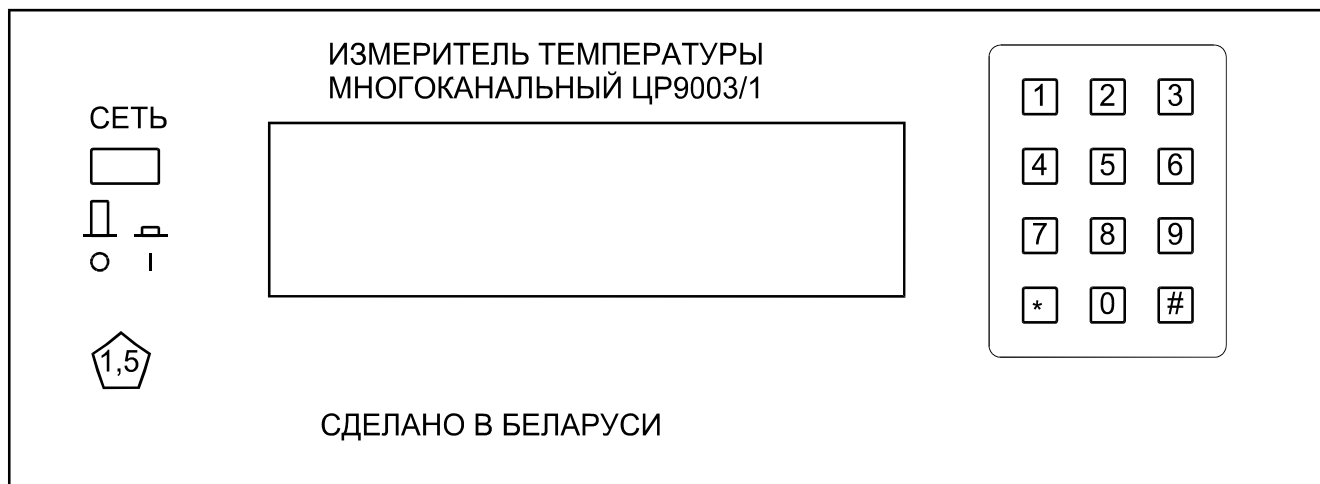 ИЗМЕРИТЕЛЬ ТЕМПЕРАТУРЫ
МНОГОКАНАЛЬНЫЙ ЦР9003/1
СЕТЬ
O I
1,5
1 2 3
4 5 6
7 8 9
* 0 #
СДЕЛАНО В БЕЛАРУСИ